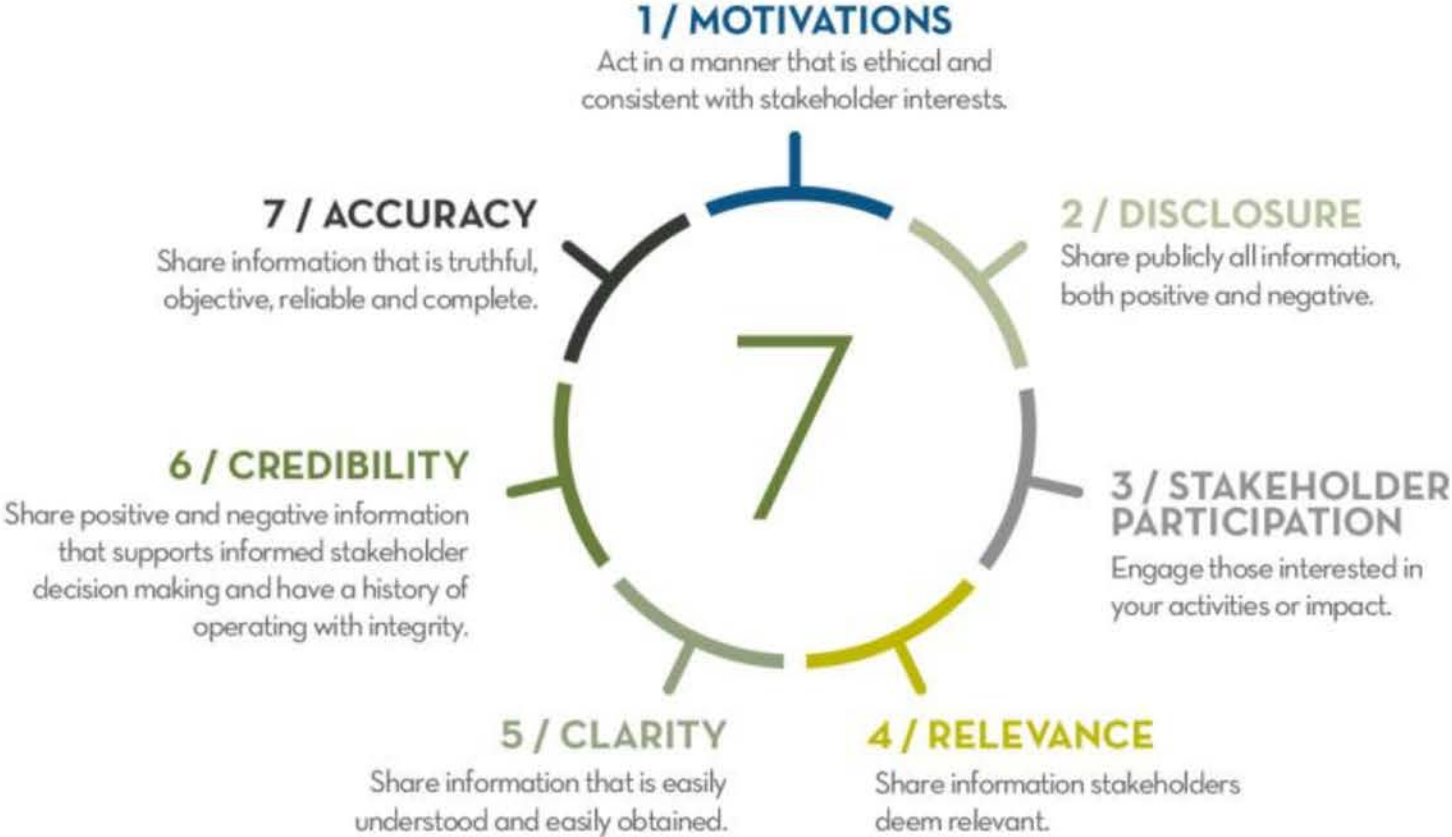 1 / MOTIVATIONS
Act in a manner that is ethical and
consistent with stakeholder interests.
2 / DISCLOSURE
Share publicly all information,
both positive and negative.
3 / STAKEHOLDER
PARTICIPATION
Engage those interested in
your activities or impact.
4 / RELEVANCE
Share information stakeholders
deem relevant.
5 / CLARITY
Share information that is easily
understood and easily obtained.
6 / CREDIBILITY
Share positive and negative information
that supports informed stakeholder
decision making and have a history of
operating with integrity.
7 / ACCURACY
Share information that is truthful,
objective, reliable and complete.
7